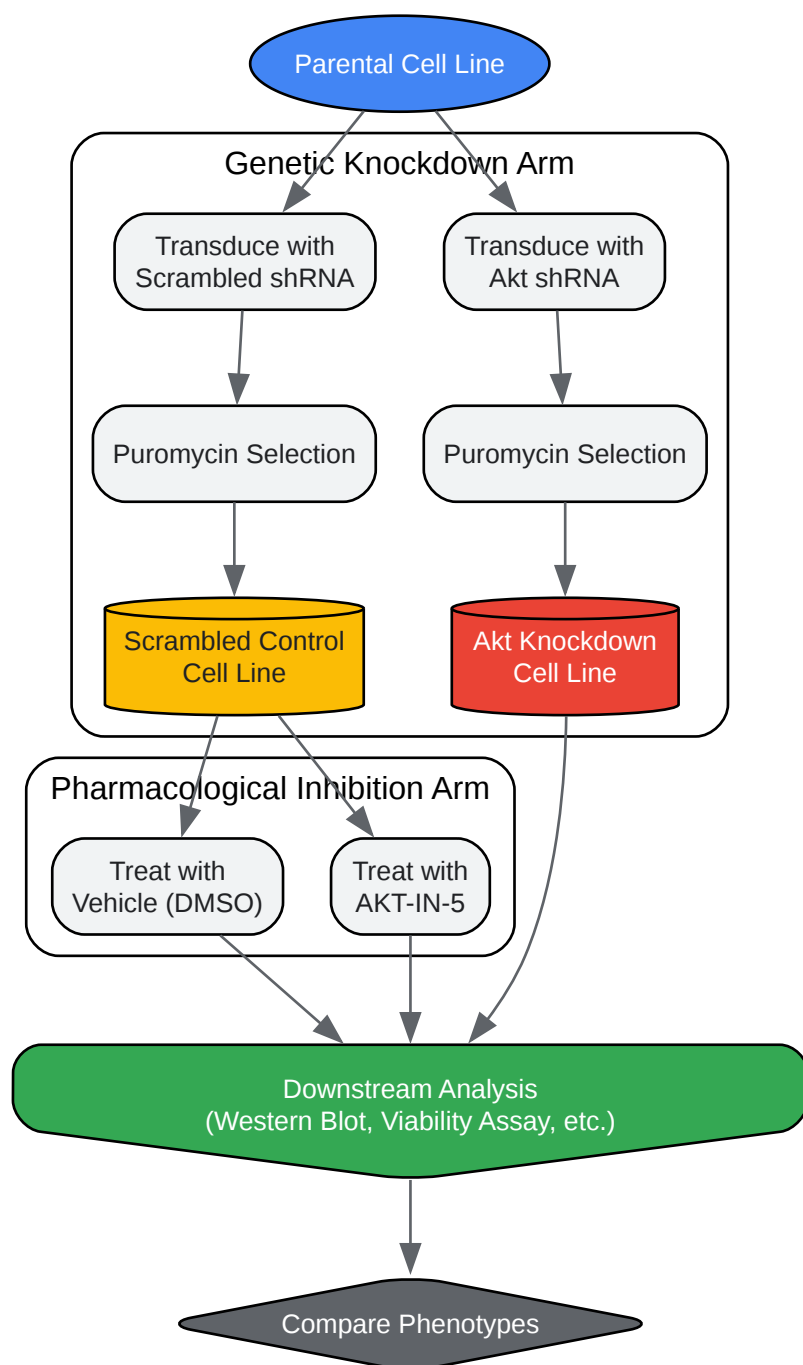 Parental Cell Line
Genetic Knockdown Arm
Transduce with
Scrambled shRNA
Transduce with
Akt shRNA
Puromycin Selection
Puromycin Selection
Scrambled Control
Cell Line
Akt Knockdown
Cell Line
Pharmacological Inhibition Arm
Treat with
Vehicle (DMSO)
Treat with
AKT-IN-5
Downstream Analysis
(Western Blot, Viability Assay, etc.)
Compare Phenotypes